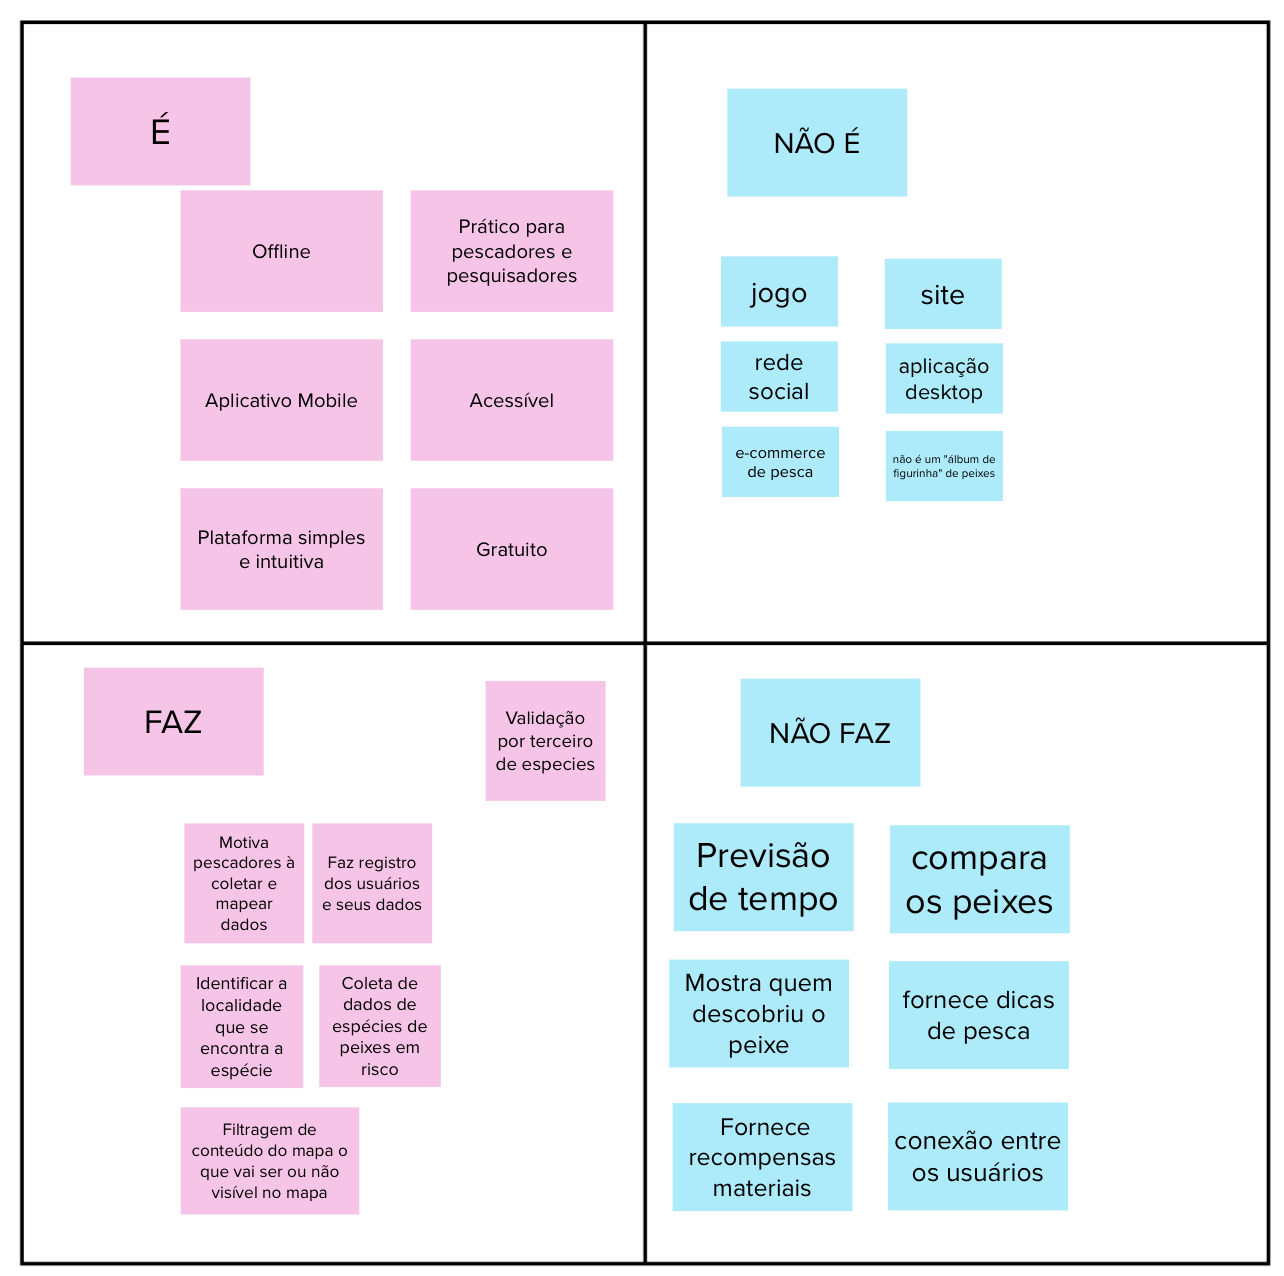 É
Offline
Prático para
pescadores e
pesquisadores
Aplicativo Mobile
Acessível
Plataforma simples
e intuitiva
Gratuito
NÃO É
jogo
site
rede
social
aplicação
desktop
e-commerce
de pesca
não é um "álbum de
figurinha" de peixes
FAZ
Validação
por terceiro
de especies
Motiva
pescadores à
coletar e
mapear
dados
Faz registro
dos usuários
e seus dados
Identificar a
localidade
que se
encontra a
espécie
Coleta de
dados de
espécies de
peixes em
risco
Filtragem de
conteúdo do mapa o
que vai ser ou não
visível no mapa
NÃO FAZ
Previsão
de tempo
compara
os peixes
Mostra quem
descobriu o
peixe
fornece dicas
de pesca
Fornece
recompensas
materiais
conexão entre
os usuários